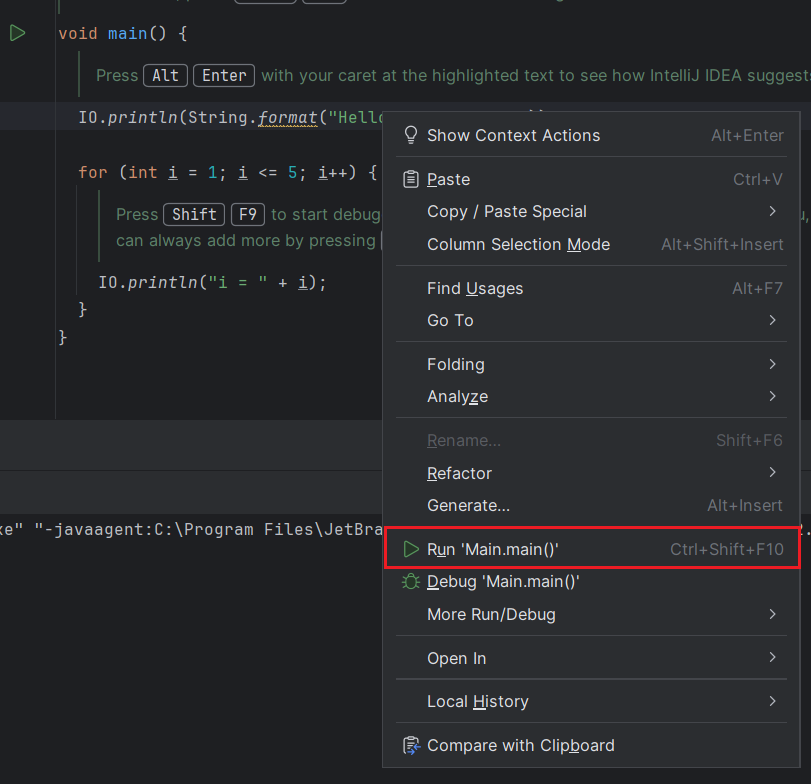 void main() {
Press Alt Enter with your caret at the highlighted text to see how IntelliJ IDEA suggests
IO.println(String.format("Hello
for (int i = 1; i <= 5; i++) {
Press Shift F9 to start debug
can always add more by pressing
IO.println("i = " + i);
}
}
xe" "-javaagent:C:\Program Files\JetBra
Show Context Actions Alt+Enter
Paste Ctrl+V
Copy / Paste Special
Column Selection Mode Alt+Shift+Insert
Find Usages Alt+F7
Go To
Folding
Analyze
Rename... Shift+F6
Refactor
Generate... Alt+Insert
Run 'Main.main()' Ctrl+Shift+F10
Debug 'Main.main()'
More Run/Debug
Open In
Local History
Compare with Clipboard